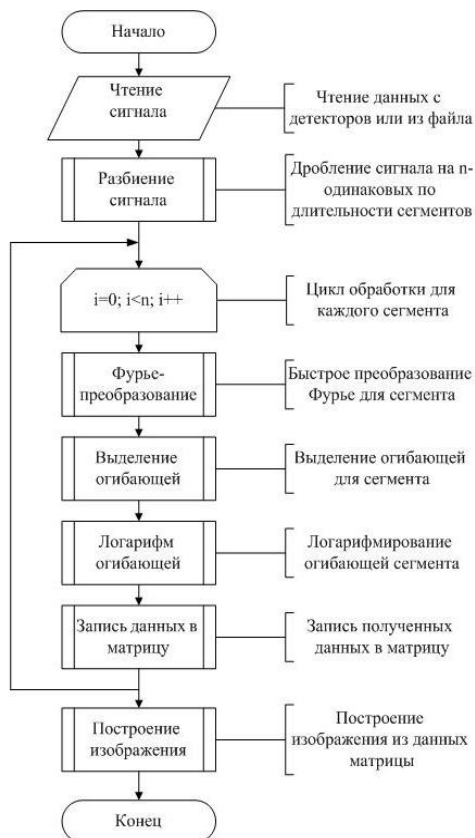 Начало
Чтение
сигнала
Чтение данных с
детекторов или из файла
Разбиение
сигнала
Дробление сигнала на n-
одинаковых по
длительности сегментов
i=0; i<n; i++
Цикл обработки для
каждого сегмента
Фурье-
преобразование
Быстрое преобразование
Фурье для сегмента
Выделение
огибающей
Выделение огибающей
для сегмента
Логарифм
огибающей
Логарифмирование
огибающей сегмента
Запись данных в
матрицу
Запись полученных
данных в матрицу
Построение
изображения
Построение
изображения из данных
матрицы
Конец